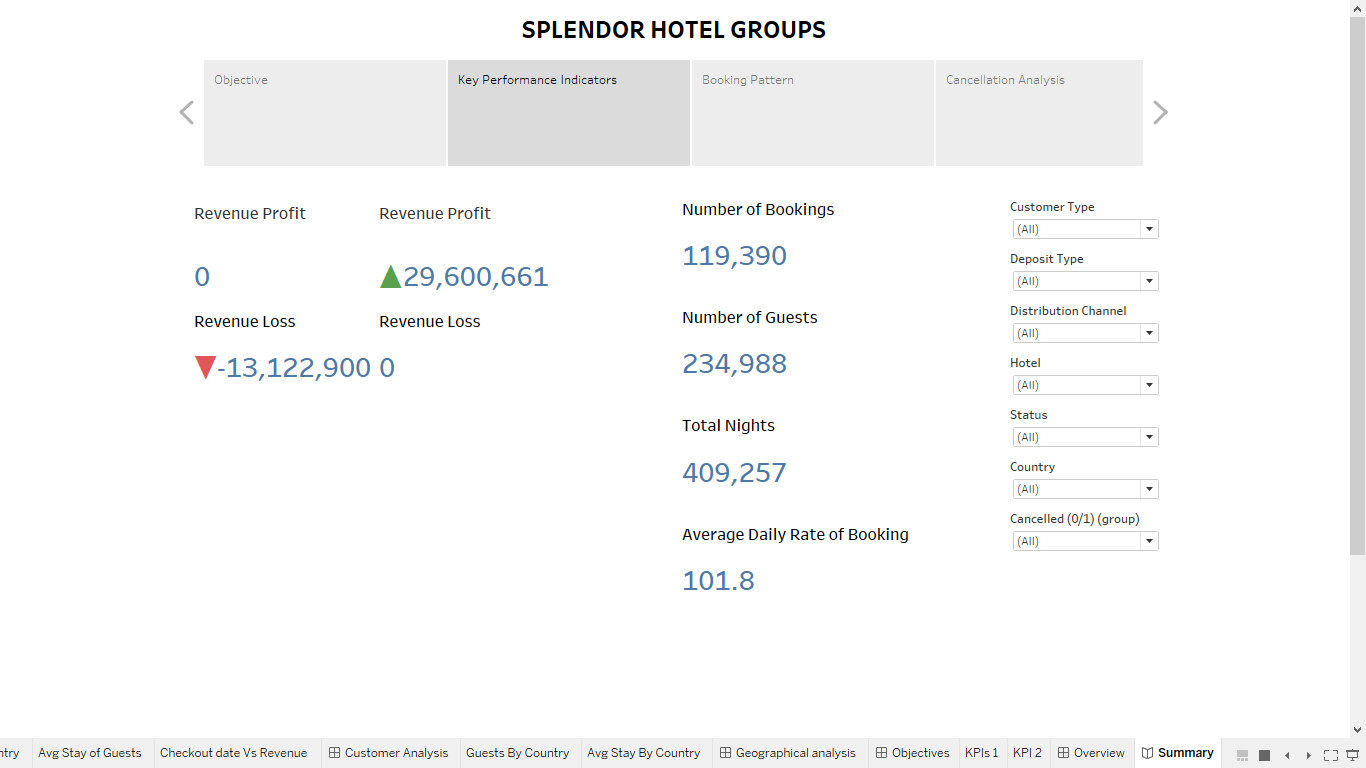 SPLENDOR HOTEL GROUPS
Objective
Key Performance Indicators
Booking Pattern
Cancellation Analysis
Revenue Profit
Revenue Profit
0
29,600,661
Revenue Loss
Revenue Loss
-13,122,900
0
Number of Bookings
119,390
Number of Guests
234,988
Total Nights
409,257
Average Daily Rate of Booking
101.8
Customer Type
(All)
Deposit Type
(All)
Distribution Channel
(All)
Hotel
(All)
Status
(All)
Country
(All)
Cancelled (0/1) (group)
(All)
ntry
Avg Stay of Guests
Checkout date Vs Revenue
Customer Analysis
Guests By Country
Avg Stay By Country
Geographical analysis
Objectives
KPIs 1
KPI 2
Overview
Summary